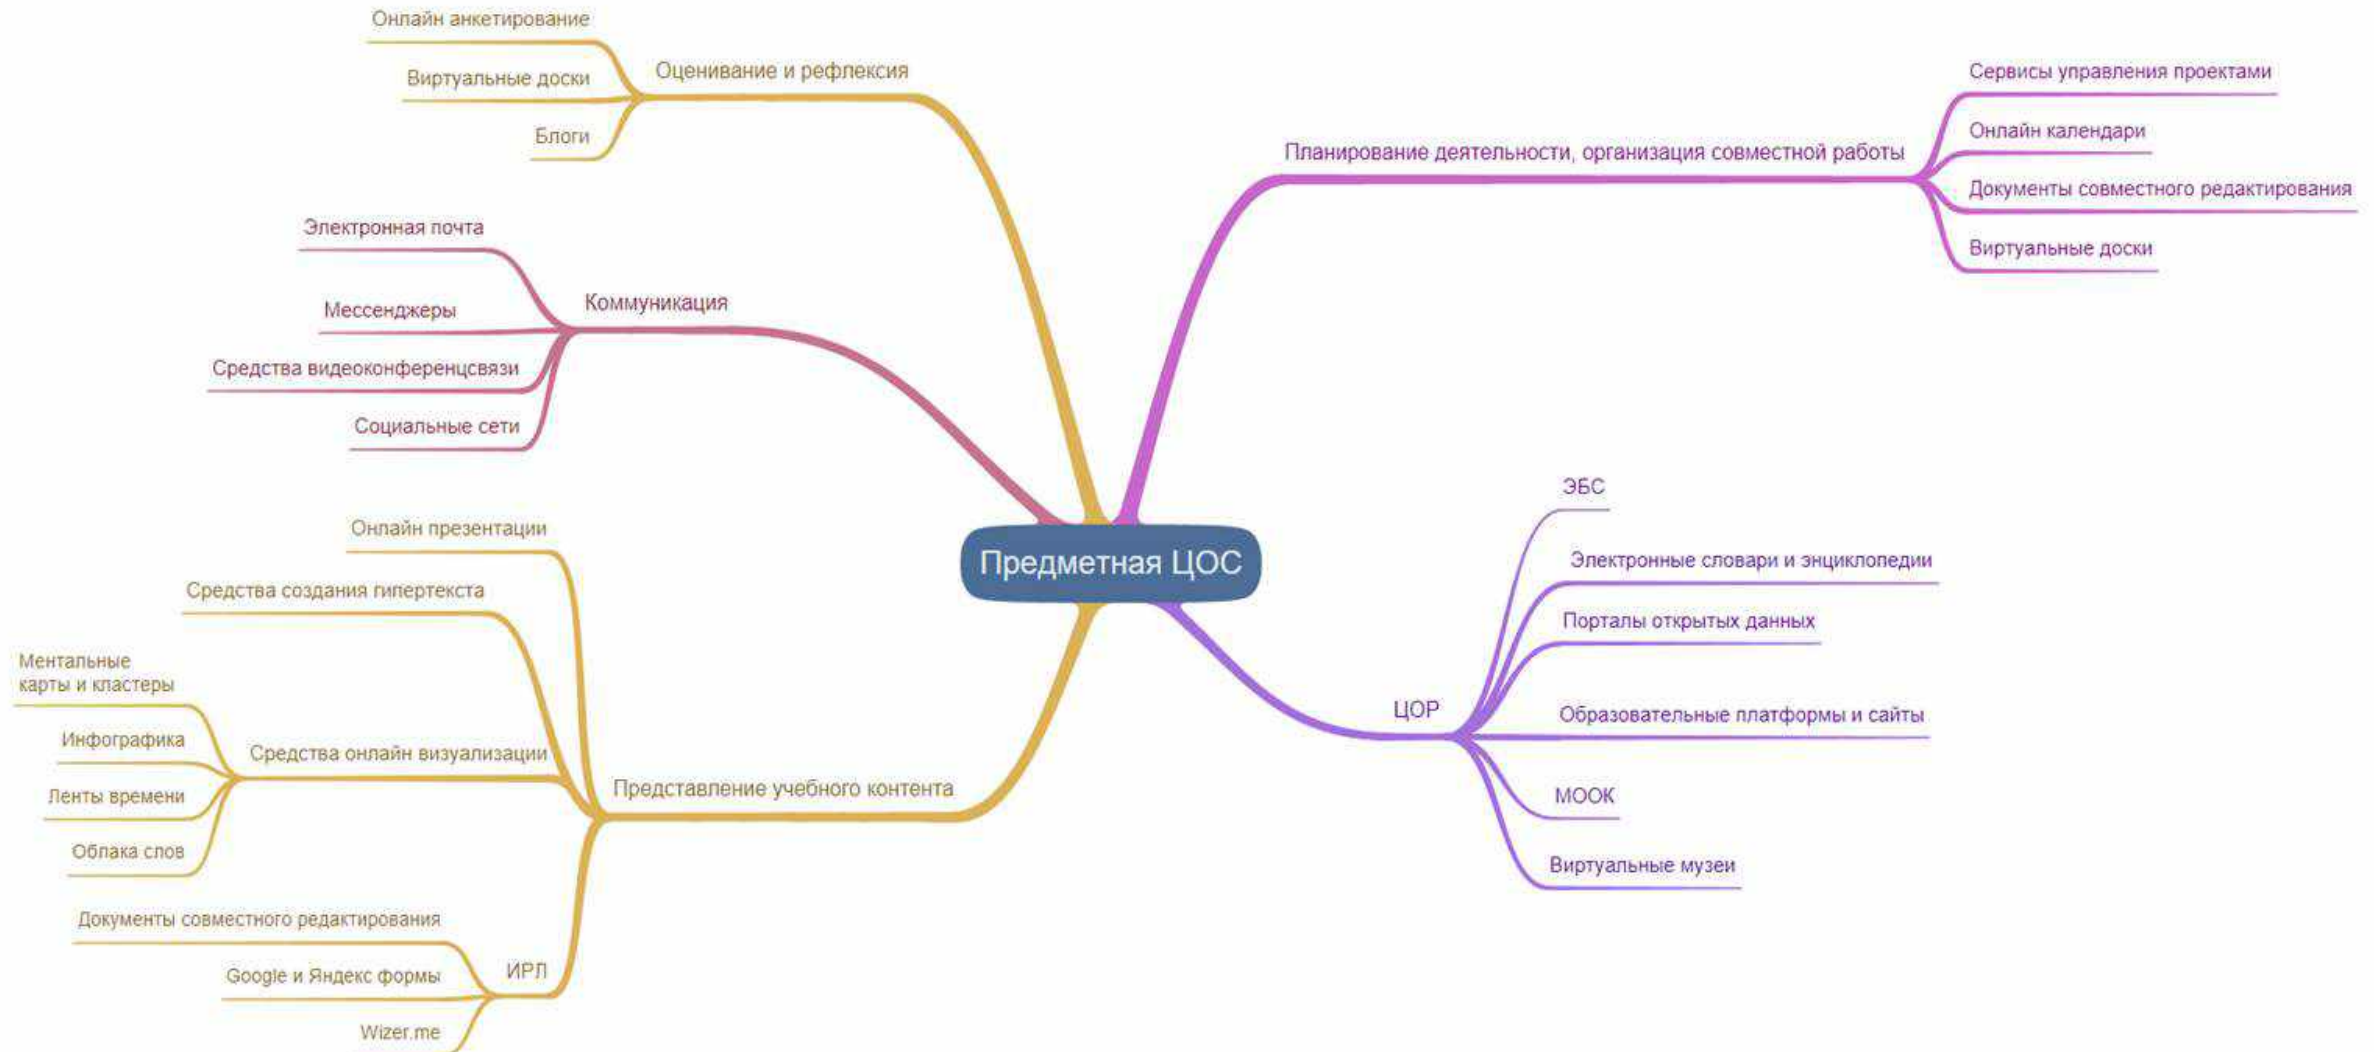 Онлайн анкетирование
Виртуальные доски
Блоги
Оценивание и рефлексия
Электронная почта
Мессенджеры
Средства видеоконференцсвязи
Социальные сети
Коммуникация
Онлайн презентации
Средства создания гипертекста
Ментальные
карты и кластеры
Инфографика
Ленты времени
Облака слов
Средства онлайн визуализации
Представление учебного контента
Документы совместного редактирования
Google и Яндекс формы
Wizer.me
ИРЛ
Предметная ЦОС
Планирование деятельности, организация совместной работы
Сервисы управления проектами
Онлайн календари
Документы совместного редактирования
Виртуальные доски
ЦОР
ЭБС
Электронные словари и энциклопедии
Порталы открытых данных
Образовательные платформы и сайты
МООК
Виртуальные музеи